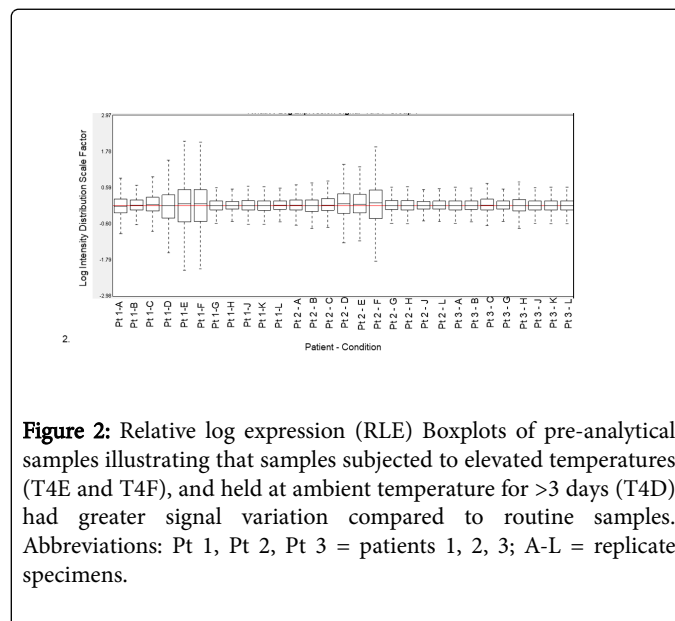 2.97
1.78
0.59
-0.60
-1.79
-2.98
Log Intensity Distribution Scale Factor
Pt 1-A
Pt 1-B
Pt 1-C
Pt 1-D
Pt 1-E
Pt 1-F
Pt 1-G
Pt 1-H
Pt 1-J
Pt 1-K
Pt 1-L
Pt 2 - A
Pt 2 - B
Pt 2 - C
Pt 2 - D
Pt 2 - E
Pt 2 - F
Pt 2 - G
Pt 2 - H
Pt 2 - J
Pt 2 - L
Pt 3 - A
Pt 3 - B
Pt 3 - C
Pt 3 - G
Pt 3 - H
Pt 3 - J
Pt 3 - K
Pt 3 - L
2.
Patient - Condition
Figure 2: Relative log expression (RLE) Boxplots of pre-analytical
samples illustrating that samples subjected to elevated temperatures
(T4E and T4F), and held at ambient temperature for >3 days (T4D)
had greater signal variation compared to routine samples.
Abbreviations: Pt 1, Pt 2, Pt 3 = patients 1, 2, 3; A-L = replicate
specimens.